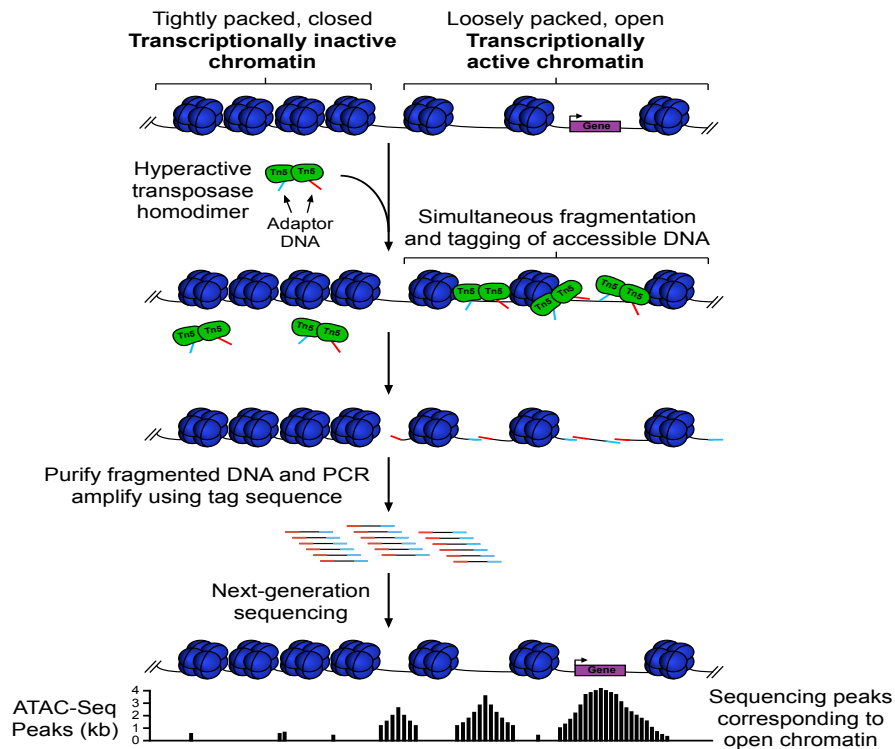 Tightly packed, closed
Transcriptionally inactive
chromatin
Loosely packed, open
Transcriptionally
active chromatin
Gene
Hyperactive
transposase
homodimer
Tn5 Tn5
Adaptor
DNA
Simultaneous fragmentation
and tagging of accessible DNA
Tn5 Tn5
Tn5 Tn5
Tn5 Tn5
Tn5 Tn5
Tn5 Tn5
Purify fragmented DNA and PCR
amplify using tag sequence
Next-generation
sequencing
Gene
ATAC-Seq
Peaks (kb)
4
3
2
1
0
Sequencing peaks
corresponding to
open chromatin